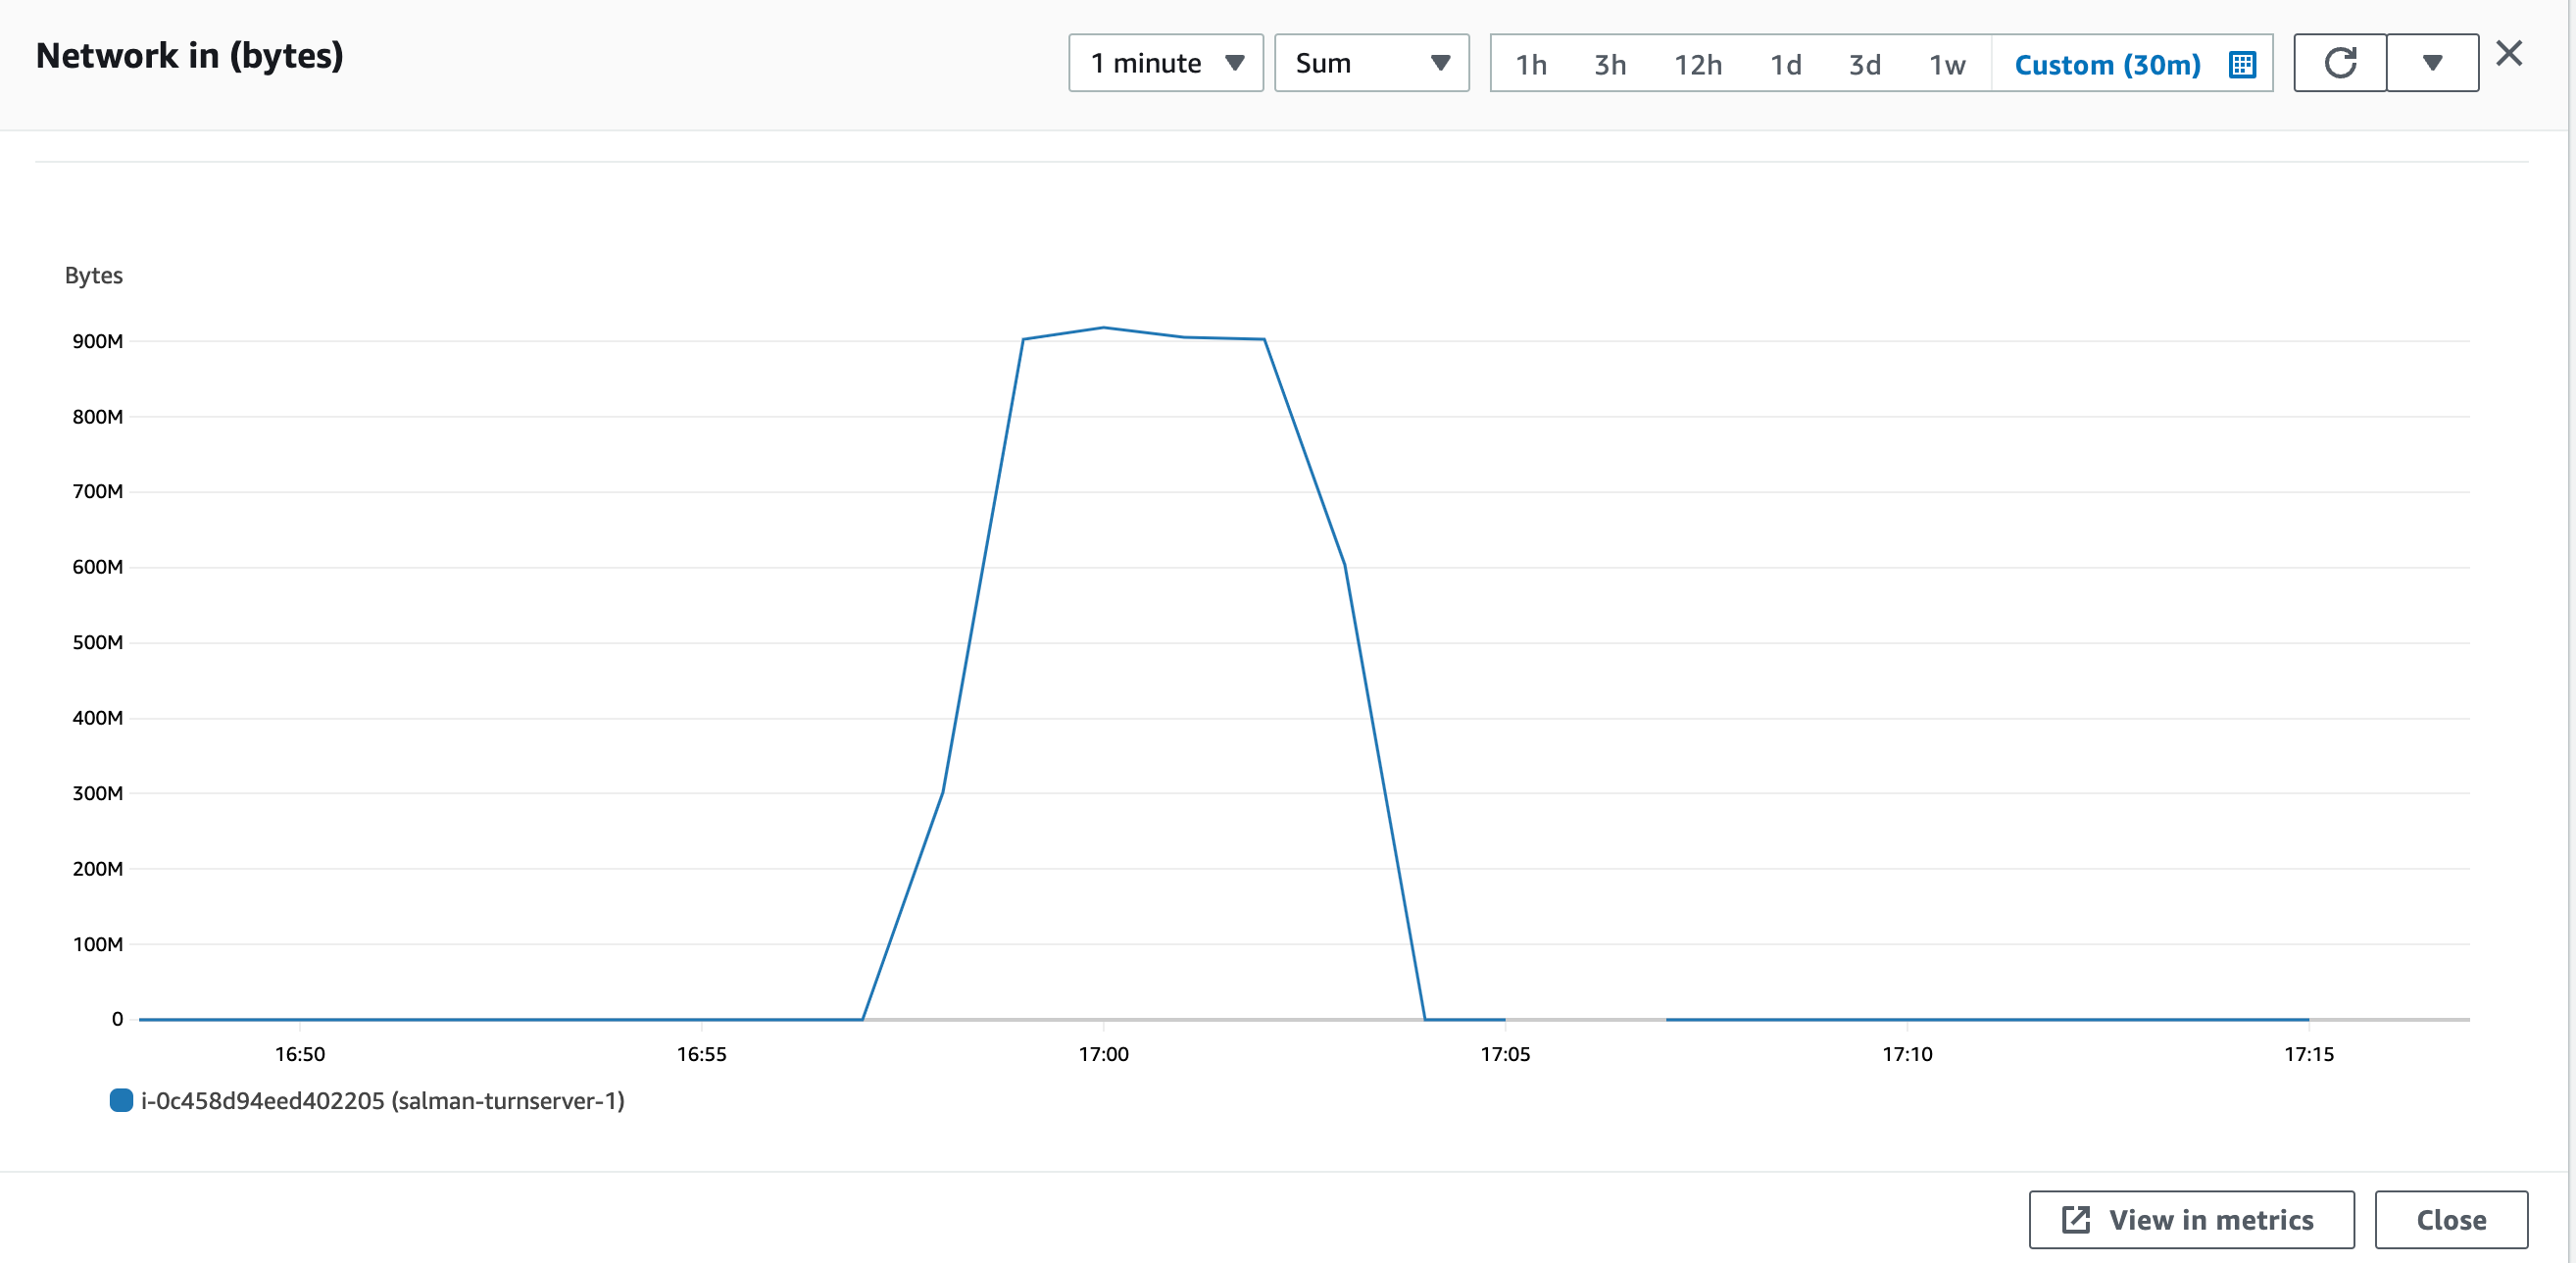 Network in (bytes)
1 minute
Sum
1h 3h 12h 1d 3d 1w Custom (30m)
Bytes
900M
800M
700M
600M
500M
400M
300M
200M
100M
0
16:50 16:55 17:00 17:05 17:10 17:15
i-0c458d94eed402205 (salman-turnserver-1)
View in metrics
Close